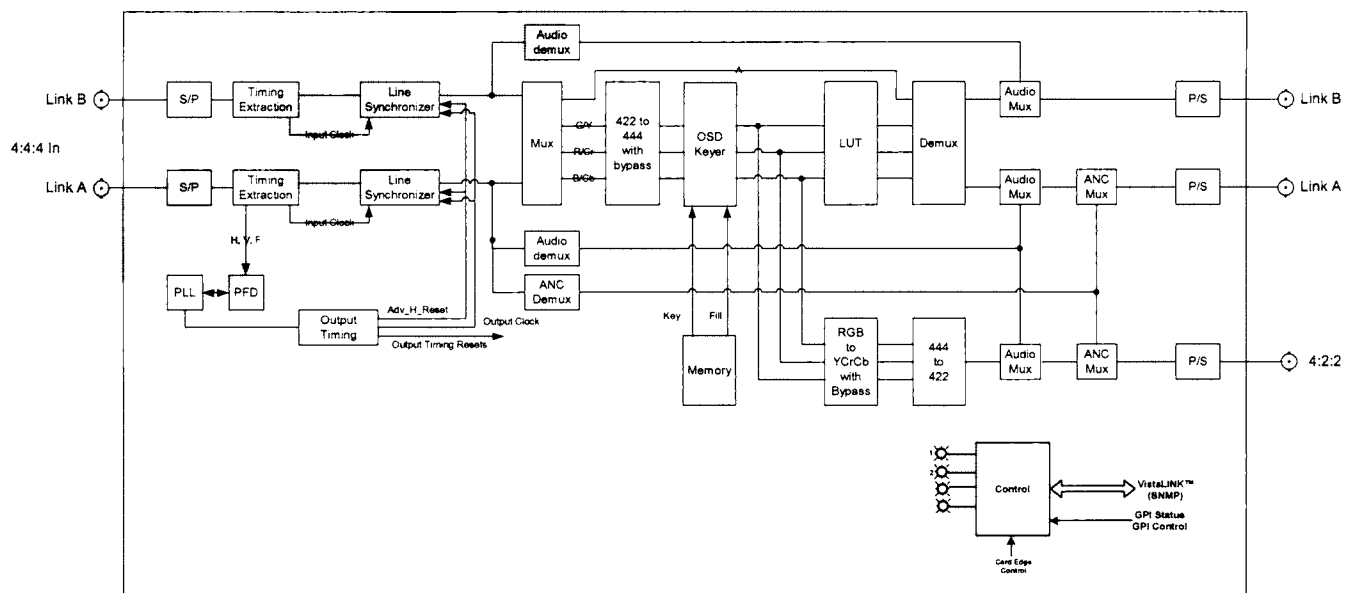 Audio
demux
Link B
S/P
Timing
Extraction
Line
Synchronizer
Input Clock
A
Mux
G/Y
R/Cr
B/Cb
422 to
444
with
bypass
OSD
Keyer
LUT
Demux
Audio
Mux
P/S
Link B
4:4:4 In
Link A
S/P
Timing
Extraction
Line
Synchronizer
Input Clock
Audio
Mux
ANC
Mux
P/S
Link A
H, V, F
Audio
demux
ANC
Demux
PLL
PFD
Output
Timing
Adv_H_Reset
Output Clock
Output Timing Resets
Key
Fill
Memory
RGB
to
YCrCb
with
Bypass
444
to
422
Audio
Mux
ANC
Mux
P/S
4:2:2
1
2
Control
VistaLINK™
(SNMP)
GPI Status
GPI Control
Card Edge
Control